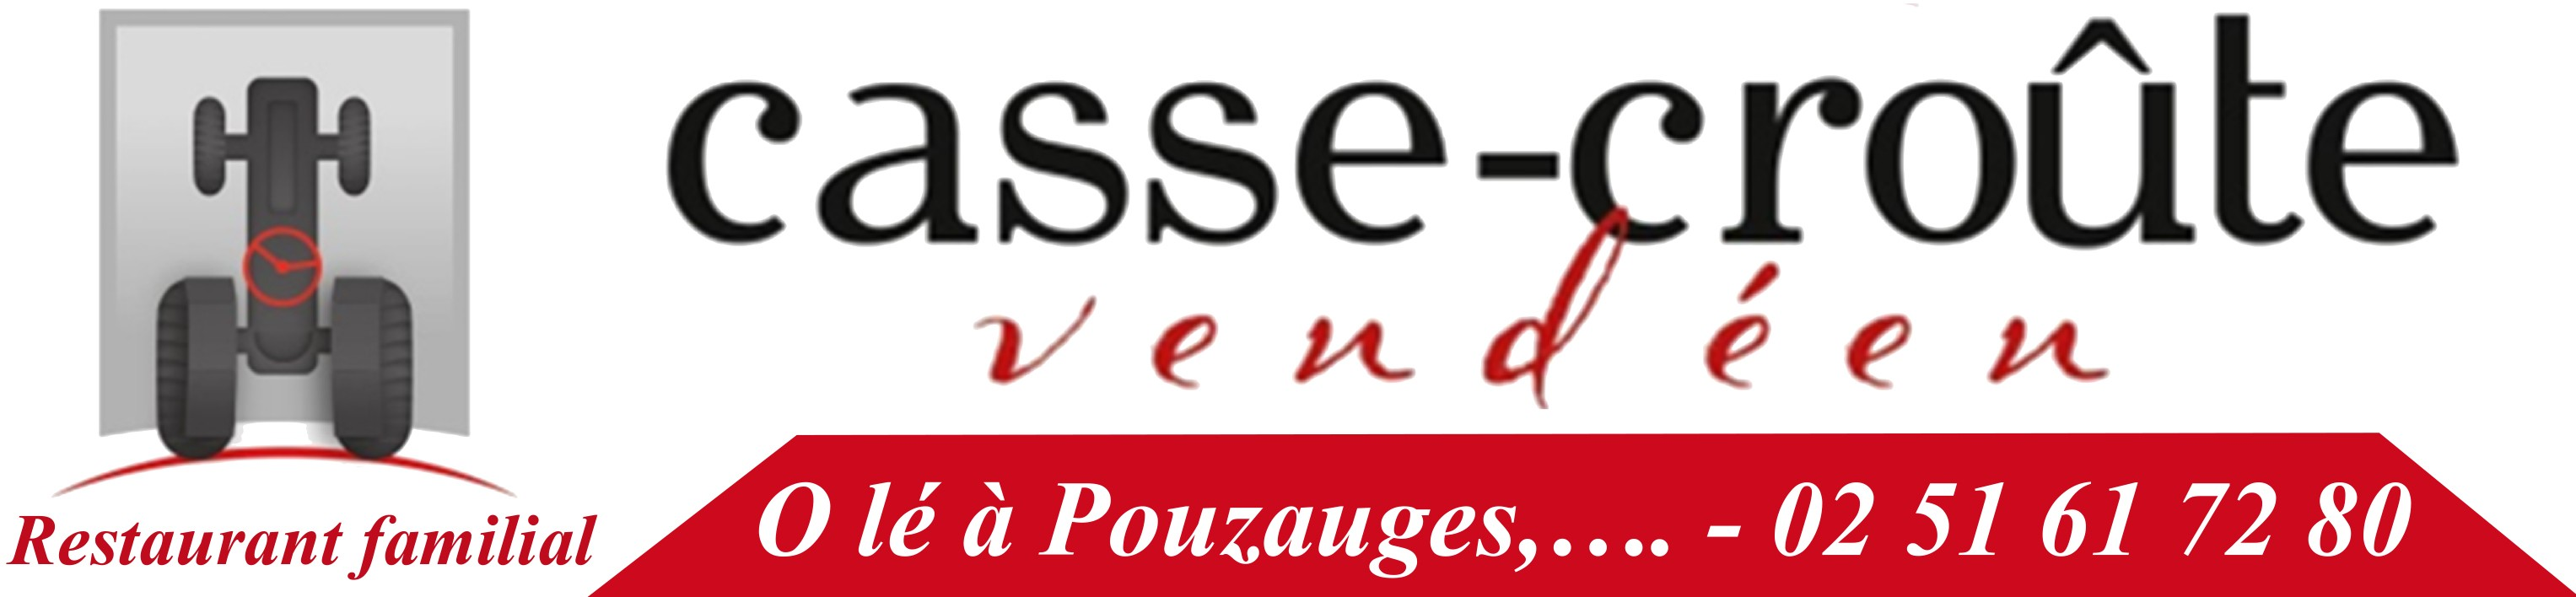 casse-croûte
vendéen
Restaurant familial
O lé à Pouzauges,…. - 02 51 61 72 80